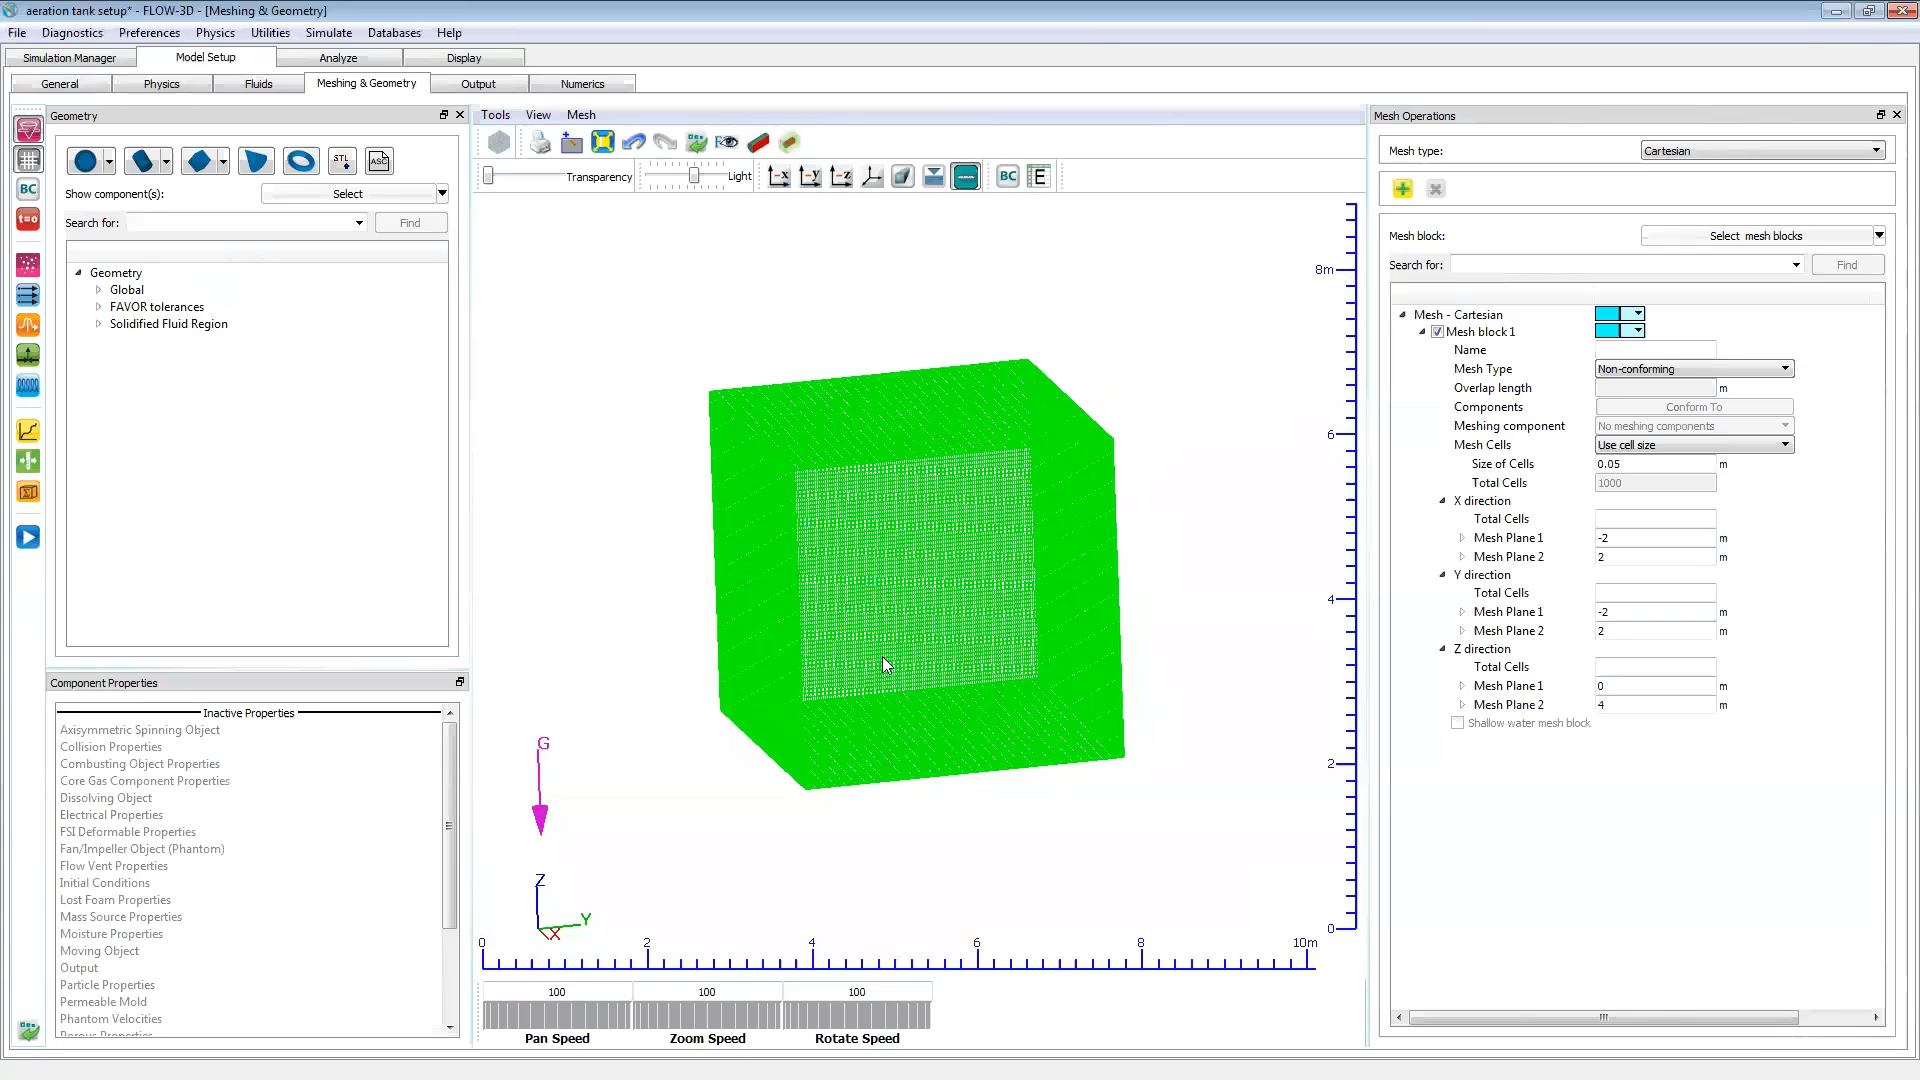 aeration tank setup* - FLOW-3D - [Meshing & Geometry]
File Diagnostics Preferences Physics Utilities Simulate Databases Help
Simulation Manager Model Setup Analyze Display
General Physics Fluids Meshing & Geometry Output Numerics
Geometry
STL
ASC
Show component(s): Select
Search for: Find
Geometry
Global
FAVOR tolerances
Solidified Fluid Region
BC
t=0
Component Properties
Inactive Properties
Axisymmetric Spinning Object
Collision Properties
Combusting Object Properties
Core Gas Component Properties
Dissolving Object
Electrical Properties
FSI Deformable Properties
Fan/Impeller Object (Phantom)
Flow Vent Properties
Initial Conditions
Lost Foam Properties
Mass Source Properties
Moisture Properties
Moving Object
Output
Particle Properties
Permeable Mold
Phantom Velocities
Tools View Mesh
Transparency Light -x -y -z BC E
8m
6
4
2
0
G
Z
Y
X
0 2 4 6 8 10m
100 100 100
Pan Speed Zoom Speed Rotate Speed
Mesh Operations
Mesh type: Cartesian
Mesh block: Select mesh blocks
Search for: Find
Mesh - Cartesian
Mesh block 1
Name
Mesh Type Non-conforming
Overlap length m
Components Conform To
Meshing component No meshing components
Mesh Cells Use cell size
Size of Cells 0.05 m
Total Cells 1000
X direction
Total Cells
Mesh Plane 1 -2 m
Mesh Plane 2 2 m
Y direction
Total Cells
Mesh Plane 1 -2 m
Mesh Plane 2 2 m
Z direction
Total Cells
Mesh Plane 1 0 m
Mesh Plane 2 4 m
Shallow water mesh block